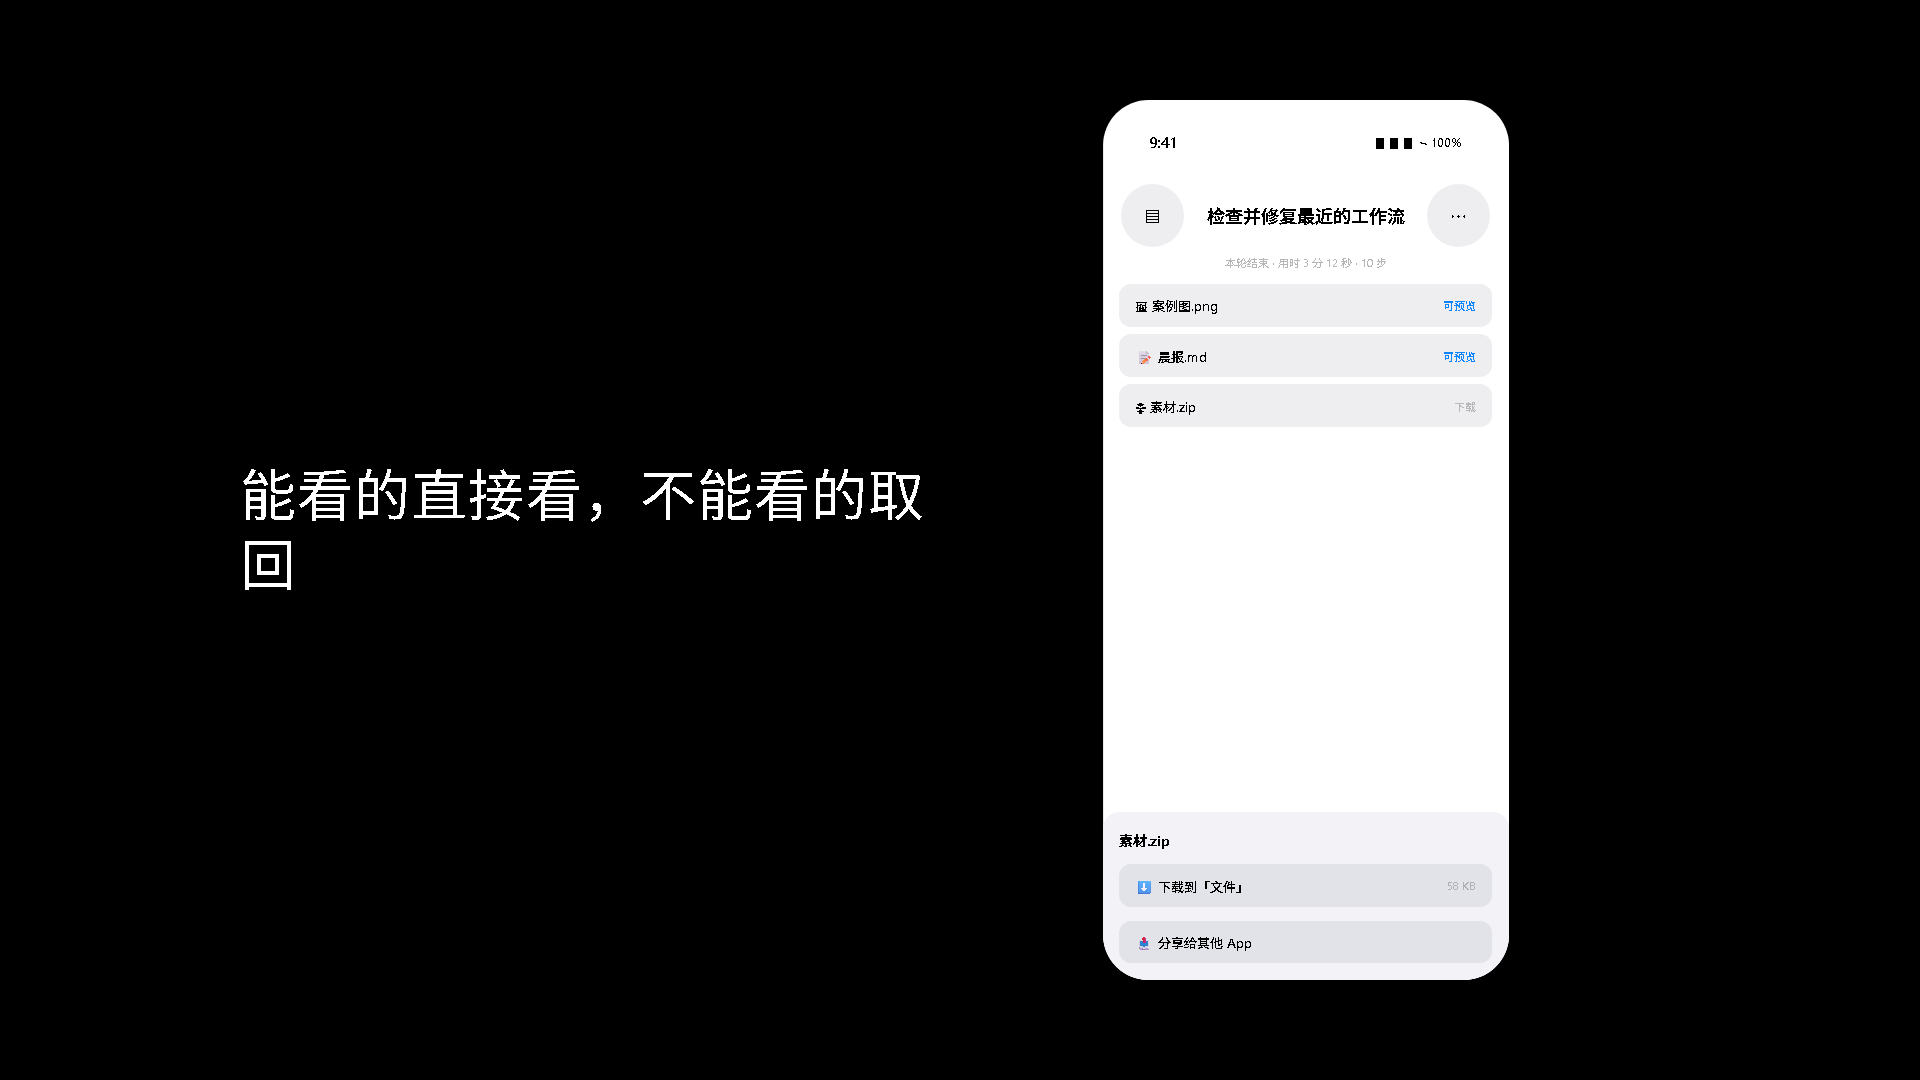 能看的直接看，不能看的取
回
9:41
100%
检查并修复最近的工作流
本轮结束 · 用时 3 分 12 秒 · 10 步
案例图.png 可预览
晨报.md 可预览
素材.zip 下载
素材.zip
下载到「文件」 58 KB
分享给其他 App